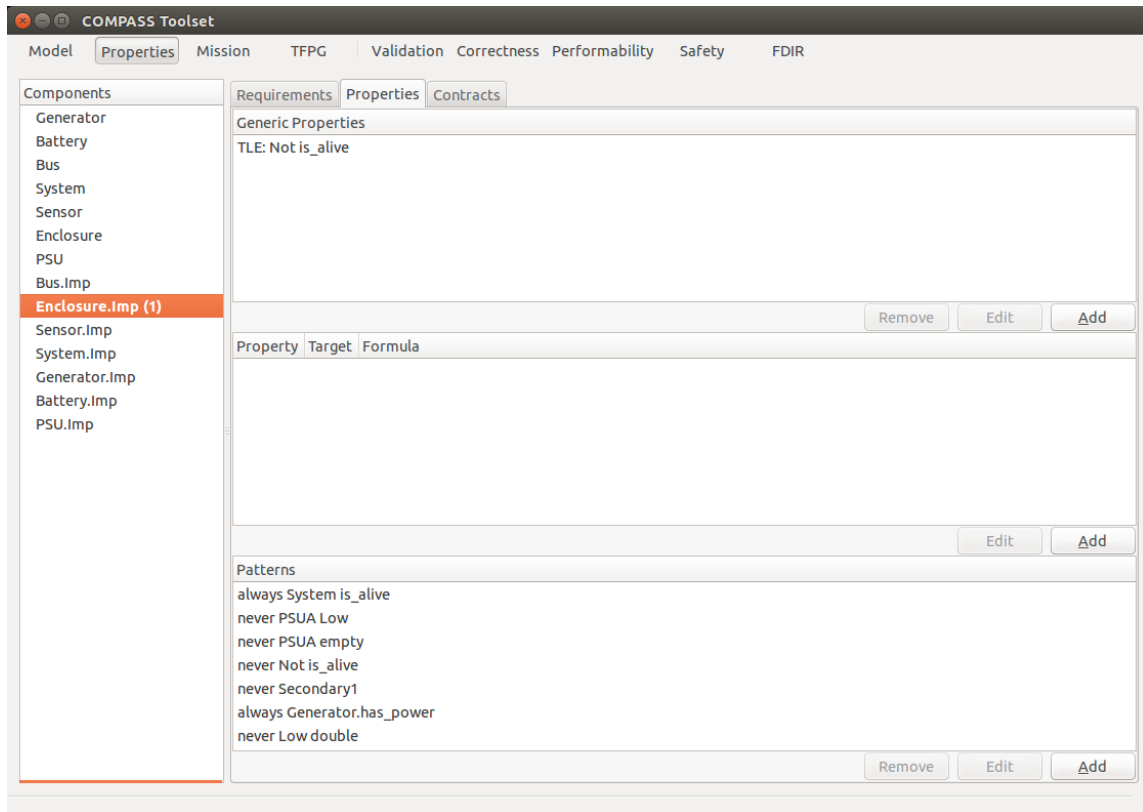 COMPASS Toolset
Model Properties Mission TFPG Validation Correctness Performability Safety FDIR
Components
Generator
Battery
Bus
System
Sensor
Enclosure
PSU
Bus.Imp
Enclosure.Imp (1)
Sensor.Imp
System.Imp
Generator.Imp
Battery.Imp
PSU.Imp
Requirements Properties Contracts
Generic Properties
TLE: Not is_alive
Remove Edit Add
Property Target Formula
Edit Add
Patterns
always System is_alive
never PSUA Low
never PSUA empty
never Not is_alive
never Secondary1
always Generator.has_power
never Low double
Remove Edit Add